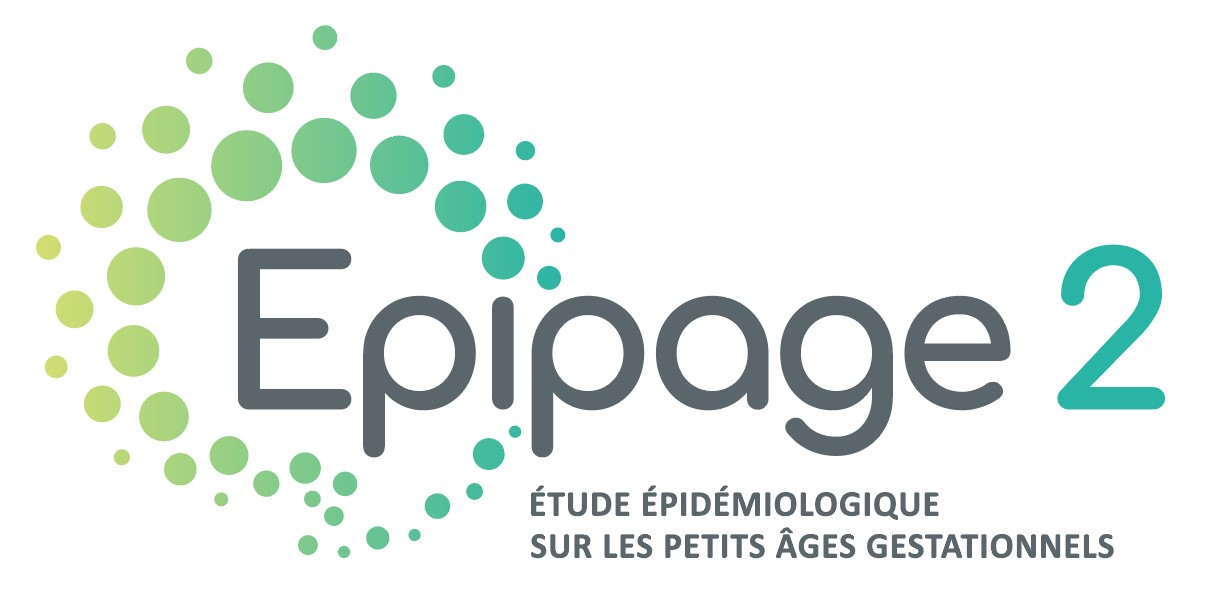 Epipage 2
ÉTUDE ÉPIDÉMIOLOGIQUE
SUR LES PETITS ÂGES GESTATIONNELS